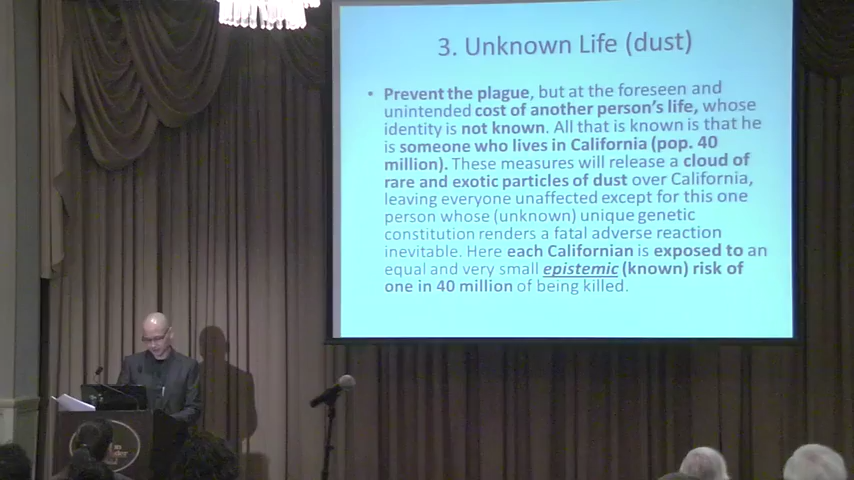 3. Unknown Life (dust)
• Prevent the plague, but at the foreseen and
unintended cost of another person's life, whose
identity is not known. All that is known is that he
is someone who lives in California (pop. 40
million). These measures will release a cloud of
rare and exotic particles of dust over California,
leaving everyone unaffected except for this one
person whose (unknown) unique genetic
constitution renders a fatal adverse reaction
inevitable. Here each Californian is exposed to an
equal and very small epistemic (known) risk of
one in 40 million of being killed.